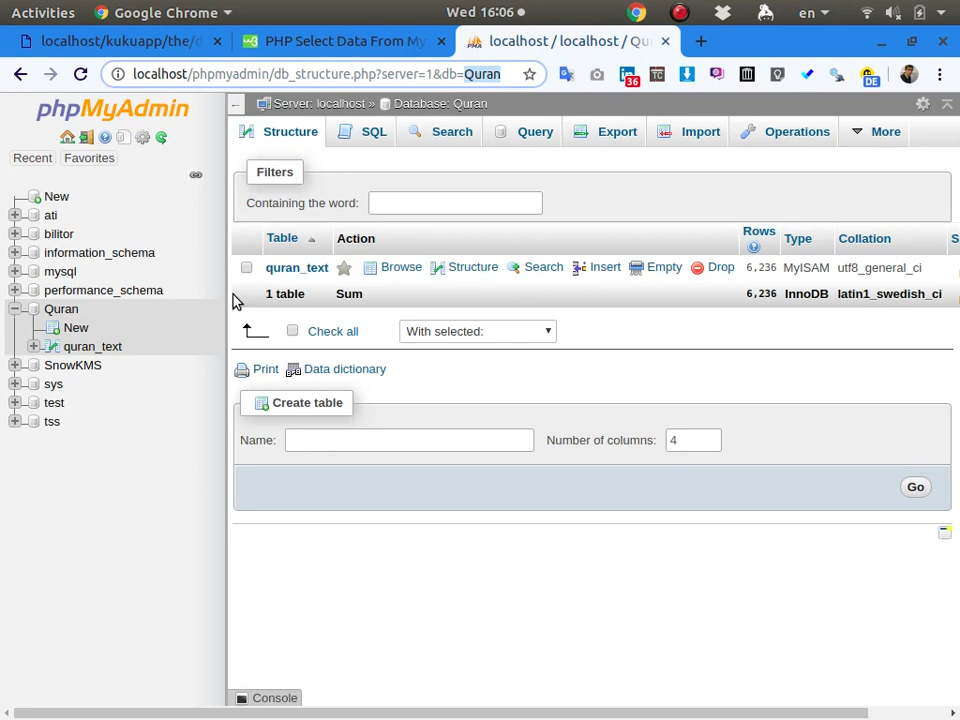 Activities Google Chrome Wed 16:06 en
localhost/kukuapp/the/d PHP Select Data From My localhost / localhost / Qu
localhost/phpmyadmin/db_structure.php?server=1&db=Quran 36 TC DE
phpMyAdmin
Recent Favorites
New
ati
bilitor
information_schema
mysql
performance_schema
Quran
New
quran_text
SnowKMS
sys
test
tss
Server: localhost » Database: Quran
Structure SQL Search Query Export Import Operations More
Filters
Containing the word:
Table Action Rows Type Collation S
quran_text Browse Structure Search Insert Empty Drop 6,236 MyISAM utf8_general_ci
1 table Sum 6,236 InnoDB latin1_swedish_ci
Check all With selected:
Print Data dictionary
Create table
Name: Number of columns: 4
Go
Console